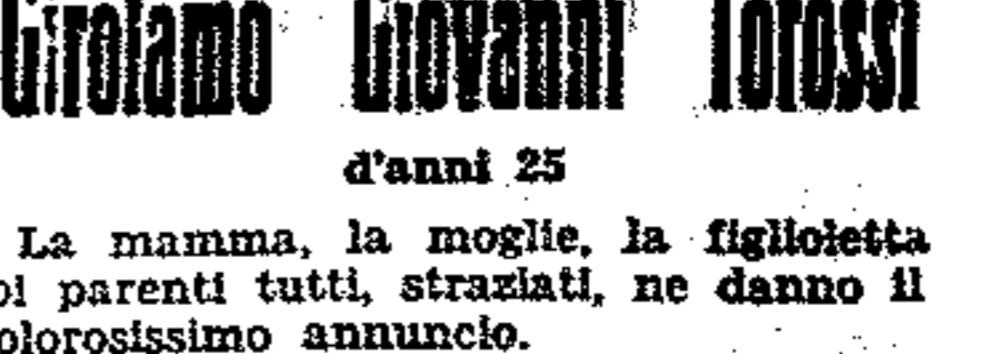 Girolamo Giovanni Torossi
d'anni 25
La mamma, la moglie, la figlioletta
oi parenti tutti, straziati, ne danno il
olorosissimo annuncio.